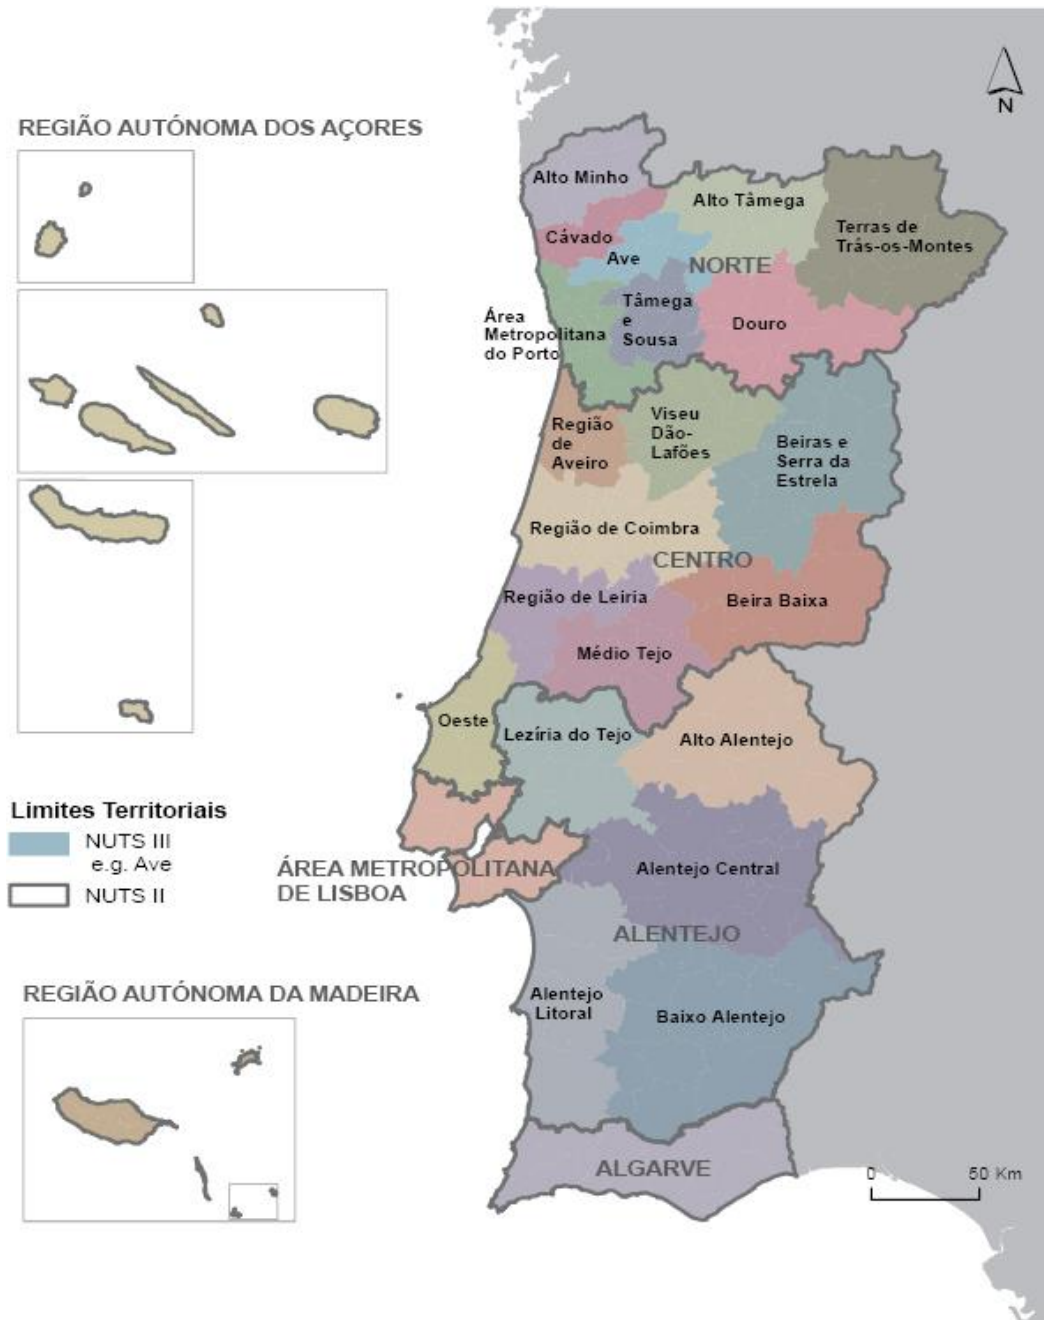 N
REGIÃO AUTÓNOMA DOS AÇORES
Alto Minho
Alto Tâmega
Terras de
Trás-os-Montes
Cávado
Ave
NORTE
Tâmega
e
Sousa
Douro
Área
Metropolitana
do Porto
Região
de
Aveiro
Viseu
Dão-
Lafões
Beiras e
Serra da
Estrela
Região de Coimbra
CENTRO
Região de Leiria
Beira Baixa
Médio Tejo
Oeste
Lezíria do Tejo
Alto Alentejo
Limites Territoriais
NUTS III
e.g. Ave
NUTS II
ÁREA METROPOLITANA
DE LISBOA
Alentejo Central
ALENTEJO
REGIÃO AUTÓNOMA DA MADEIRA
Alentejo
Litoral
Baixo Alentejo
ALGARVE
0 50 Km